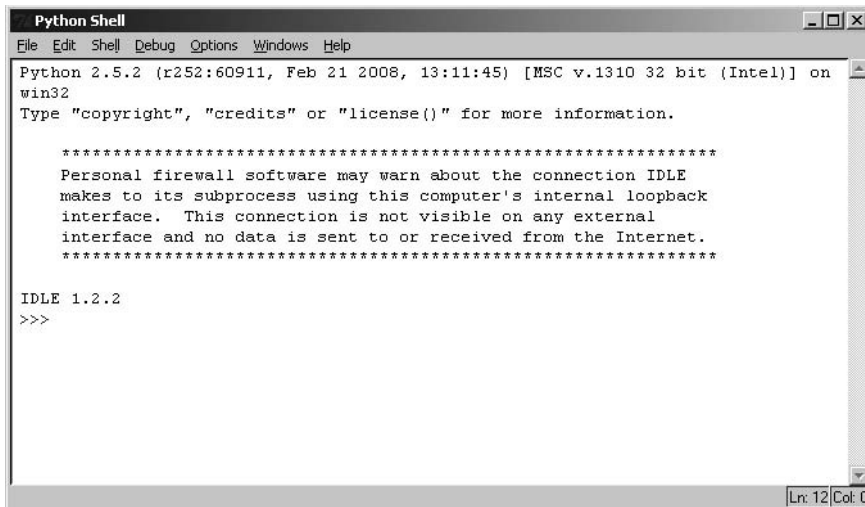 Python Shell
File Edit Shell Debug Options Windows Help
Python 2.5.2 (r252:60911, Feb 21 2008, 13:11:45) [MSC v.1310 32 bit (Intel)] on
win32
Type "copyright", "credits" or "license()" for more information.
****************************************************************
Personal firewall software may warn about the connection IDLE
makes to its subprocess using this computer's internal loopback
interface.  This connection is not visible on any external
interface and no data is sent to or received from the Internet.
****************************************************************
IDLE 1.2.2
>>>
Ln: 12 Col: 0